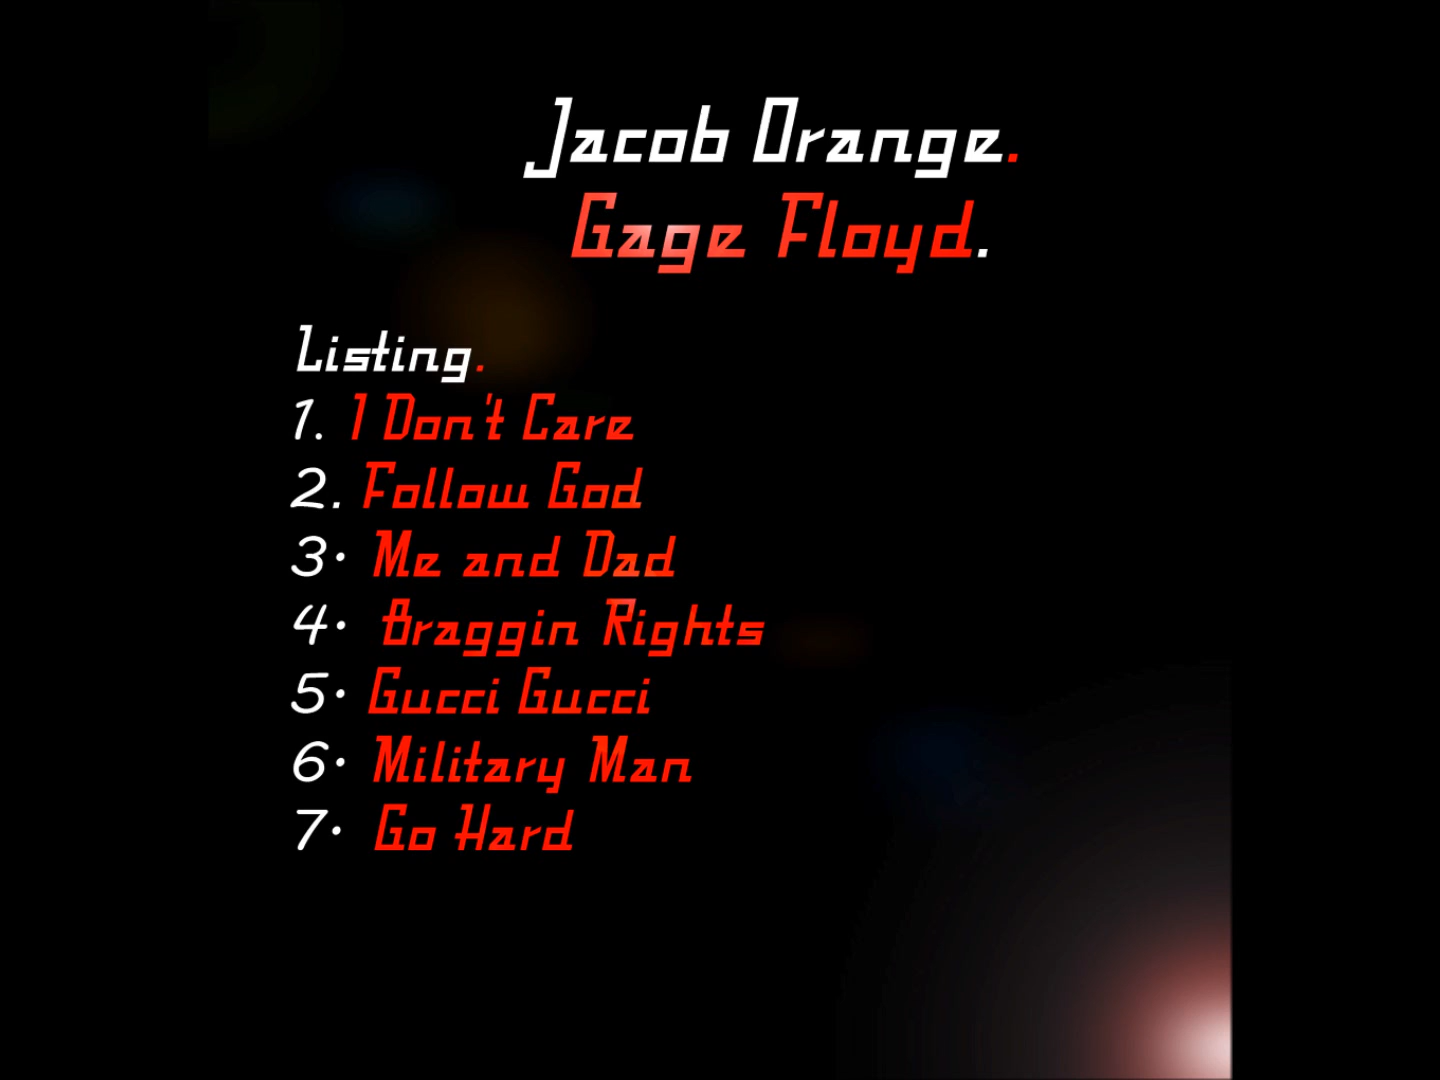 Jacob Orange.
Gage Floyd.
Listing.
1. I Don't Care
2. Follow God
3. Me and Dad
4. Braggin Rights
5. Gucci Gucci
6. Military Man
7. Go Hard